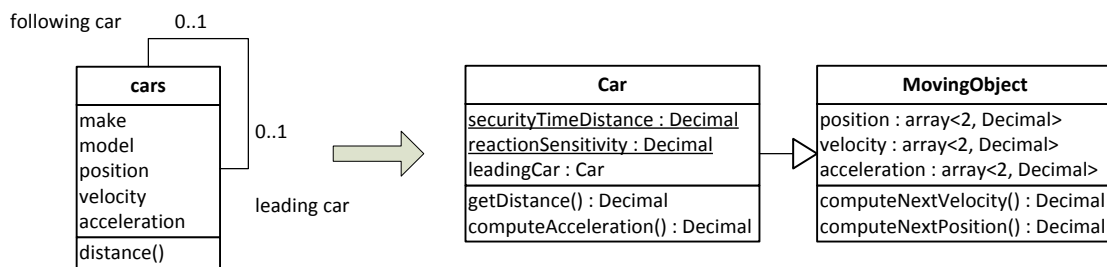 following car
0..1
cars
make
model
position
velocity
acceleration
distance()
0..1
leading car
Car
securityTimeDistance : Decimal
reactionSensitivity : Decimal
leadingCar : Car
getDistance() : Decimal
computeAcceleration() : Decimal
MovingObject
position : array<2, Decimal>
velocity : array<2, Decimal>
acceleration : array<2, Decimal>
computeNextVelocity() : Decimal
computeNextPosition() : Decimal